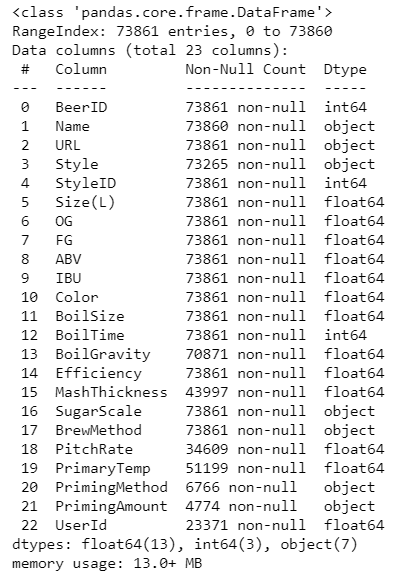 <class 'pandas.core.frame.DataFrame'>
RangeIndex: 73861 entries, 0 to 73860
Data columns (total 23 columns):
 #   Column         Non-Null Count  Dtype
---  ------         --------------  -----
 0   BeerID         73861 non-null  int64
 1   Name           73860 non-null  object
 2   URL            73861 non-null  object
 3   Style          73265 non-null  object
 4   StyleID        73861 non-null  int64
 5   Size(L)        73861 non-null  float64
 6   OG             73861 non-null  float64
 7   FG             73861 non-null  float64
 8   ABV            73861 non-null  float64
 9   IBU            73861 non-null  float64
 10  Color          73861 non-null  float64
 11  BoilSize       73861 non-null  float64
 12  BoilTime       73861 non-null  int64
 13  BoilGravity    70871 non-null  float64
 14  Efficiency     73861 non-null  float64
 15  MashThickness  43997 non-null  float64
 16  SugarScale     73861 non-null  object
 17  BrewMethod     73861 non-null  object
 18  PitchRate      34609 non-null  float64
 19  PrimaryTemp    51199 non-null  float64
 20  PrimingMethod  6766 non-null   object
 21  PrimingAmount  4774 non-null   object
 22  UserId         23371 non-null  float64
dtypes: float64(13), int64(3), object(7)
memory usage: 13.0+ MB